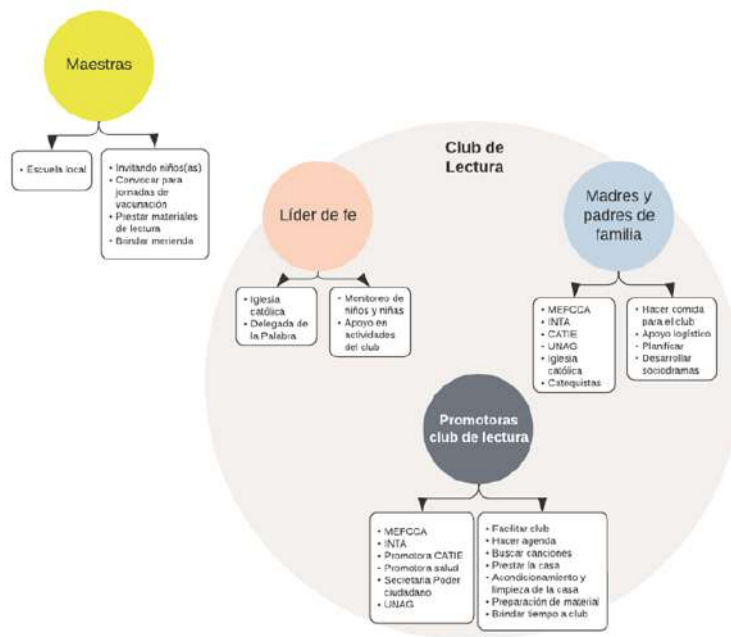 Maestras
• Escuela local
• Invitando niños(as)
• Convocar para
jornadas de
vacunación
• Prestar materiales
de lectura
• Brindar merienda
Club de
Lectura
Líder de fe
• Iglesia
católica
• Delegada de
la Palabra
• Monitoreo de
niños y niñas
• Apoyo en
actividades
del club
Madres y
padres de
familia
• MEFCCA
• INTA
• CATIE
- UNAG
• Iglesia
católica
• Catequistas
• Hacer comida
para el club
• Apoyo logístico
- Planificar
• Desarrollar
sociodramas
Promotoras
club de lectura
• MEFCCA
• INTA
• Promotora CATIE
- Promotora salud
• Secretaria Poder
ciudadano
• UNAG
• Facilitar club
• Hacer agenda
• Buscar canciones
• Prestar la casa
- Acondicionamiento y
limpieza de la casa
• Preparación de material
• Brindar tiempo a club